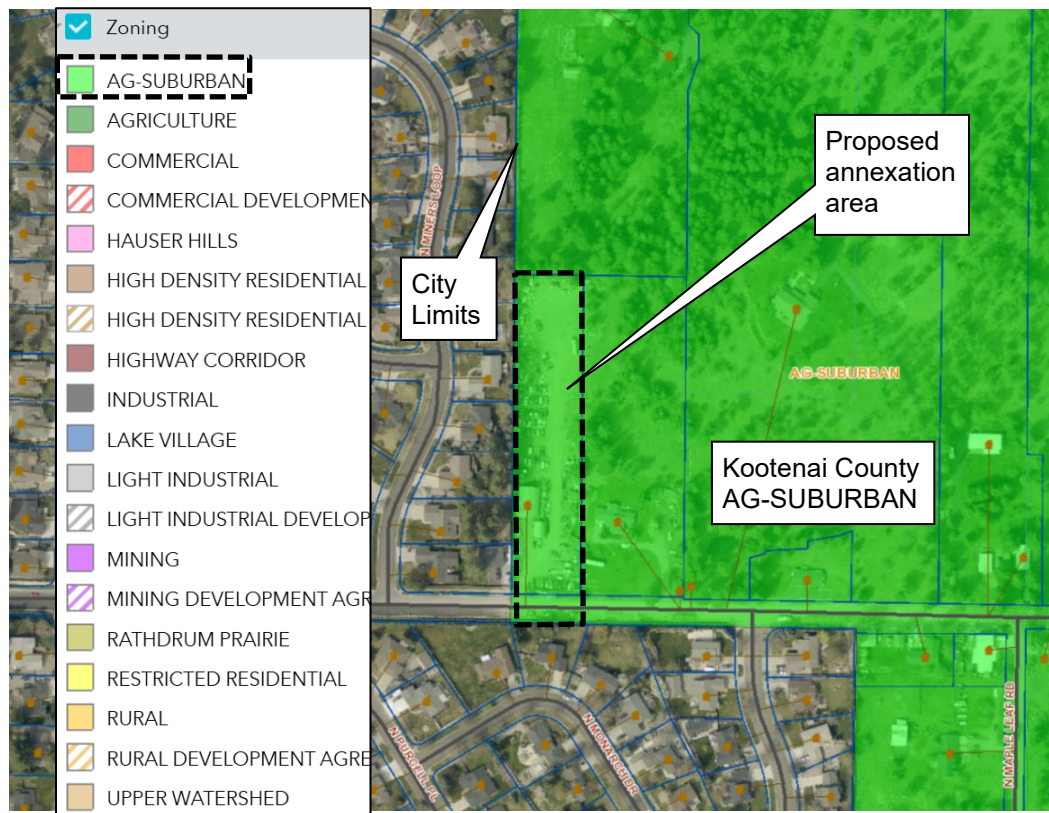 Zoning
AG-SUBURBAN
AGRICULTURE
COMMERCIAL
COMMERCIAL DEVELOPMEN
HAUSER HILLS
HIGH DENSITY RESIDENTIAL
HIGH DENSITY RESIDENTIAL
HIGHWAY CORRIDOR
INDUSTRIAL
LAKE VILLAGE
LIGHT INDUSTRIAL
LIGHT INDUSTRIAL DEVELOP
MINING
MINING DEVELOPMENT AGR
RATHDRUM PRAIRIE
RESTRICTED RESIDENTIAL
RURAL
RURAL DEVELOPMENT AGRE
UPPER WATERSHED
N MINERS LOOP
City
Limits
Proposed
annexation
area
AG-SUBURBAN
Kootenai County
AG-SUBURBAN
N PURCELL PL
N MONARCH DR
N MAPLE LEAF RD